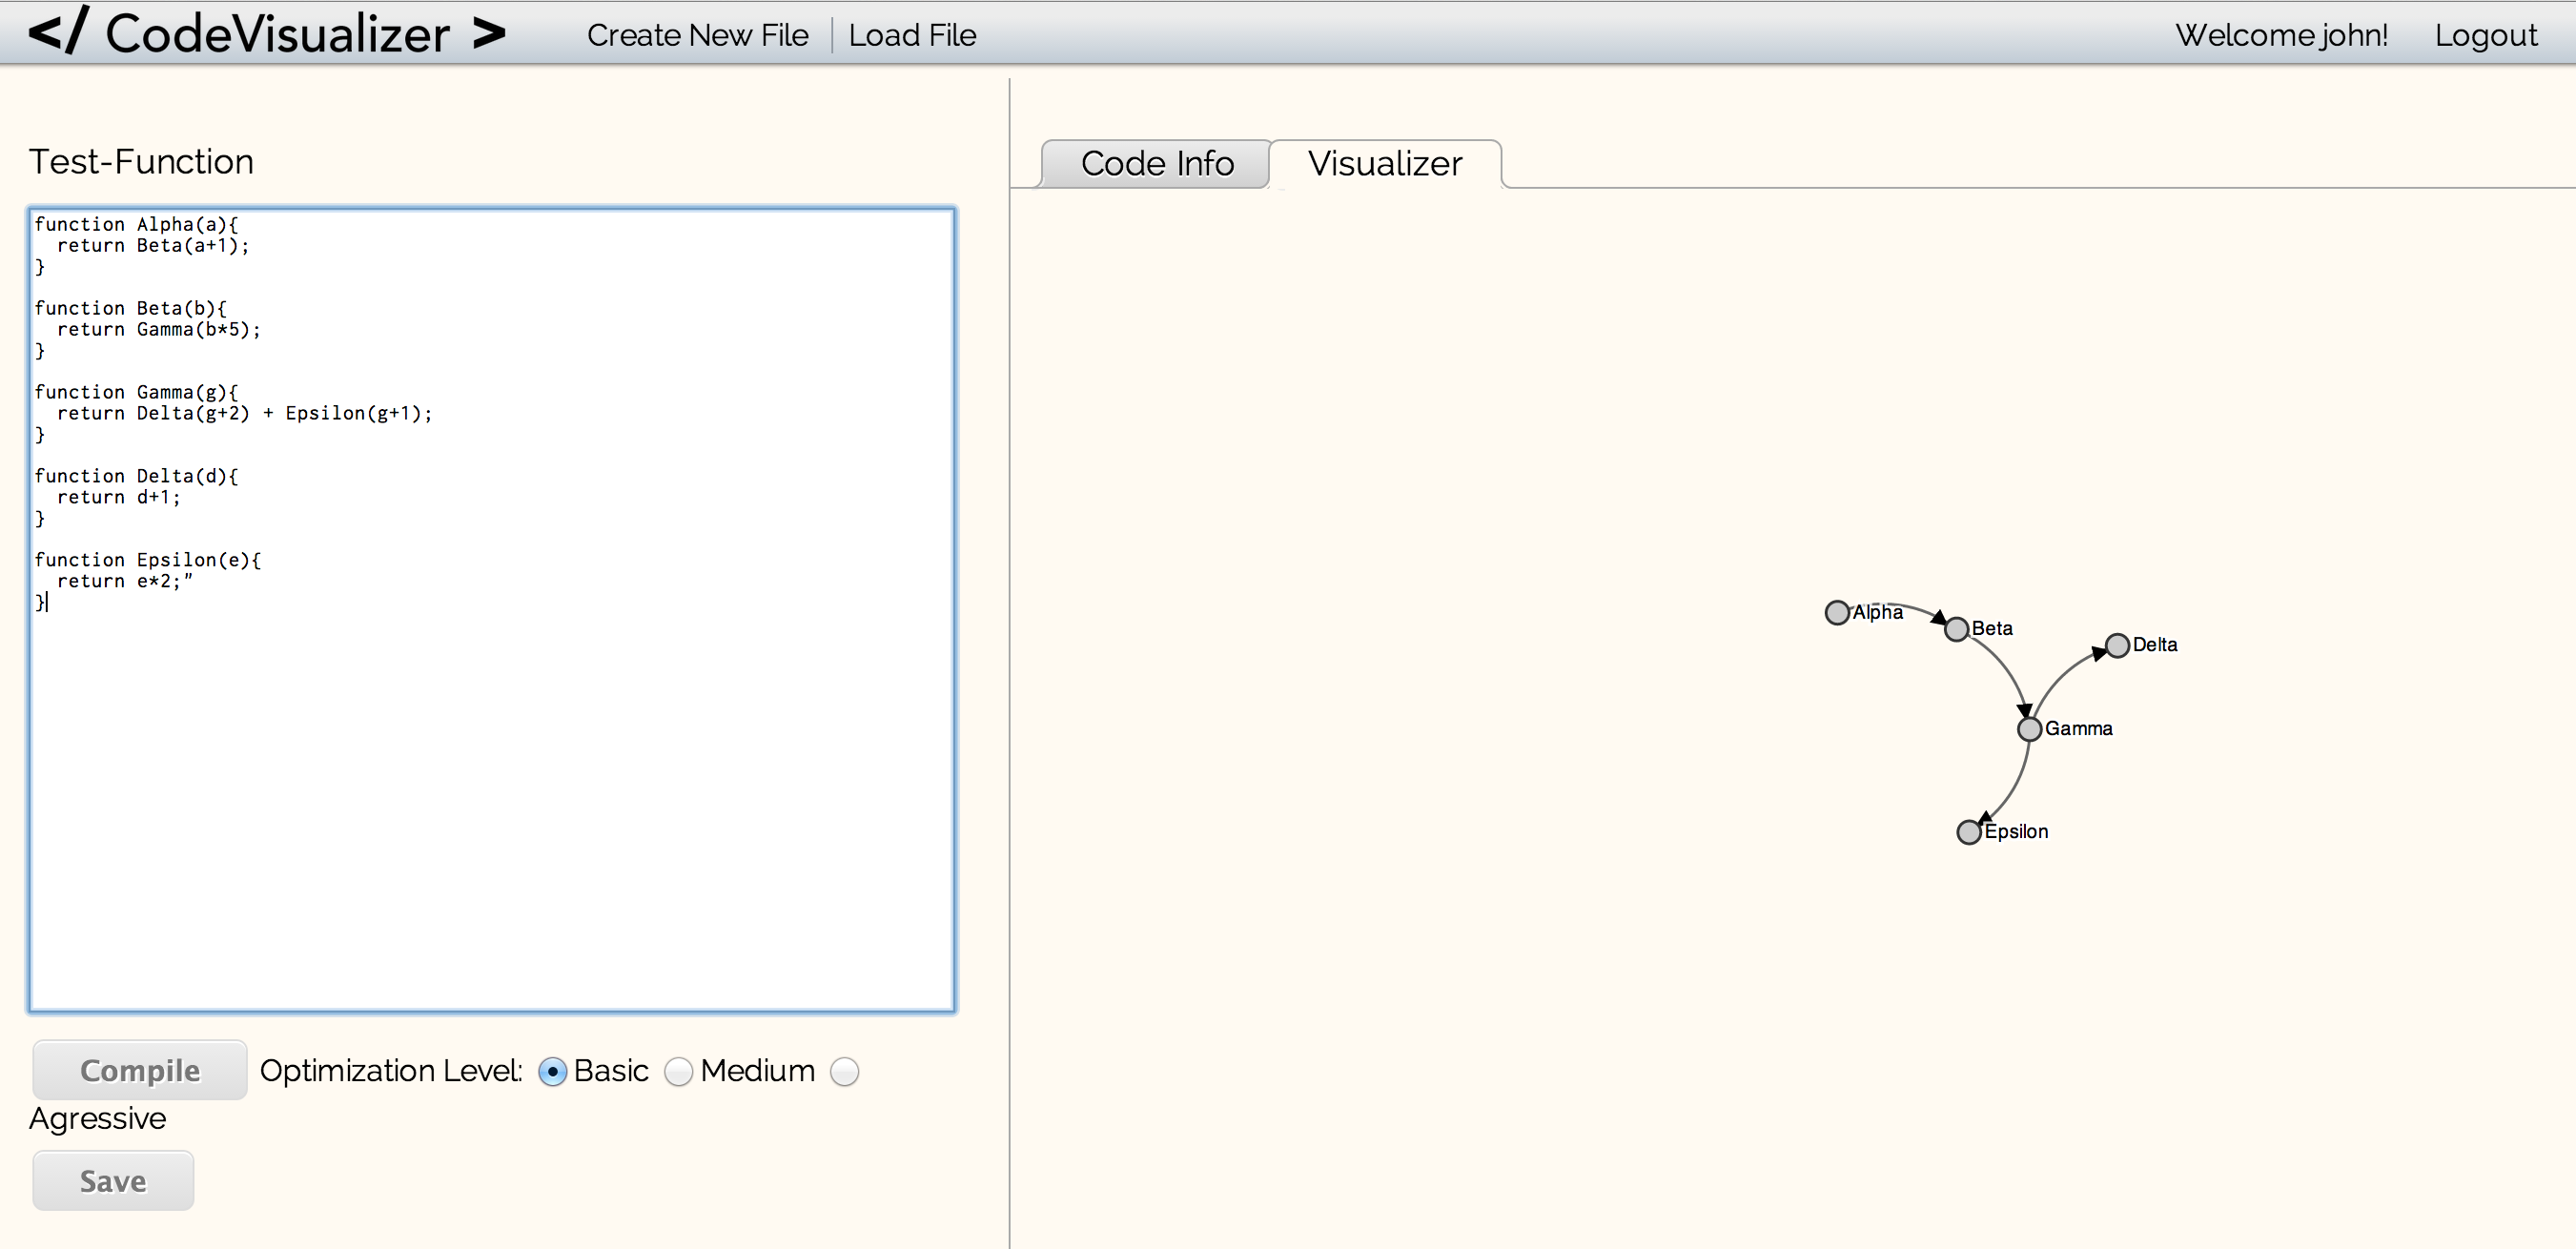 </ CodeVisualizer >
Create New File | Load File
Welcome john!
Logout
Test-Function
function Alpha(a){
  return Beta(a+1);
}
function Beta(b){
  return Gamma(b*5);
}
function Gamma(g){
  return Delta(g+2) + Epsilon(g+1);
}
function Delta(d){
  return d+1;
}
function Epsilon(e){
  return e*2;”
}
Compile
Optimization Level: Basic Medium
Agressive
Save
Code Info
Visualizer
Alpha
Beta
Delta
Gamma
Epsilon